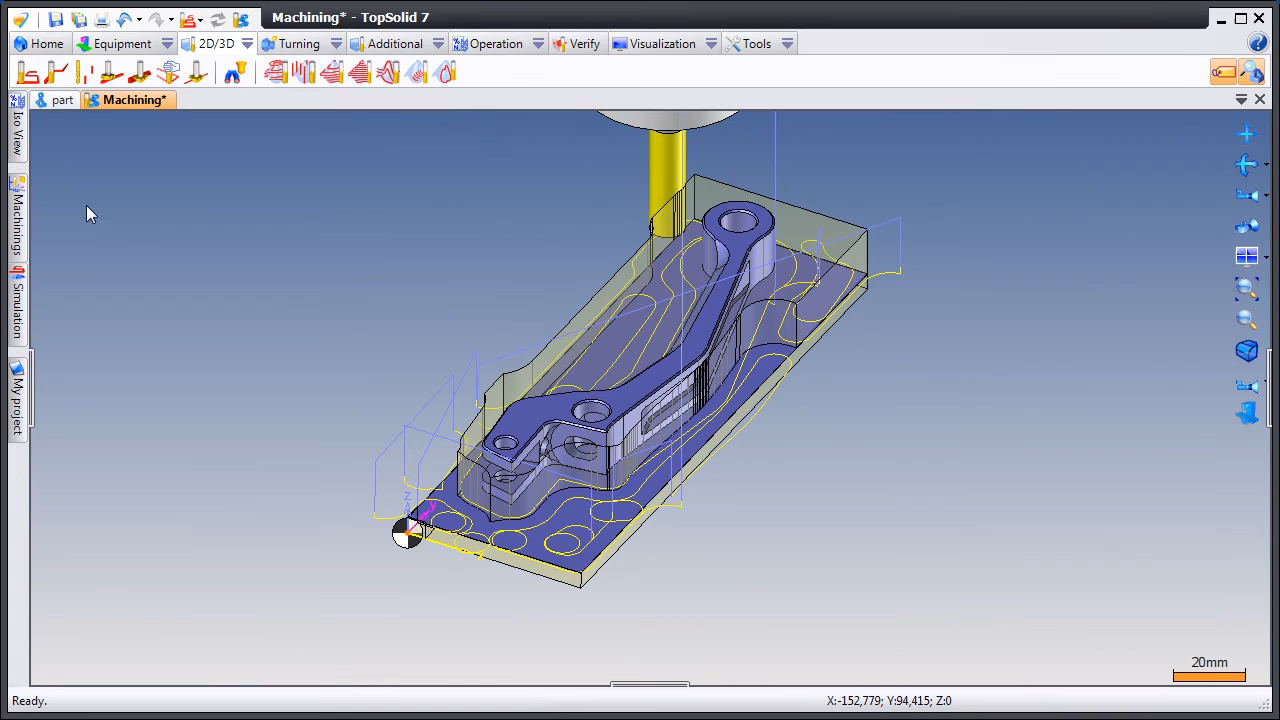 Machining* - TopSolid 7
Home Equipment 2D/3D Turning Additional Operation Verify Visualization Tools
part Machining*
Iso View
Machinings
Simulation
My project
Z
20mm
Ready. X:-152,779; Y:94,415; Z:0